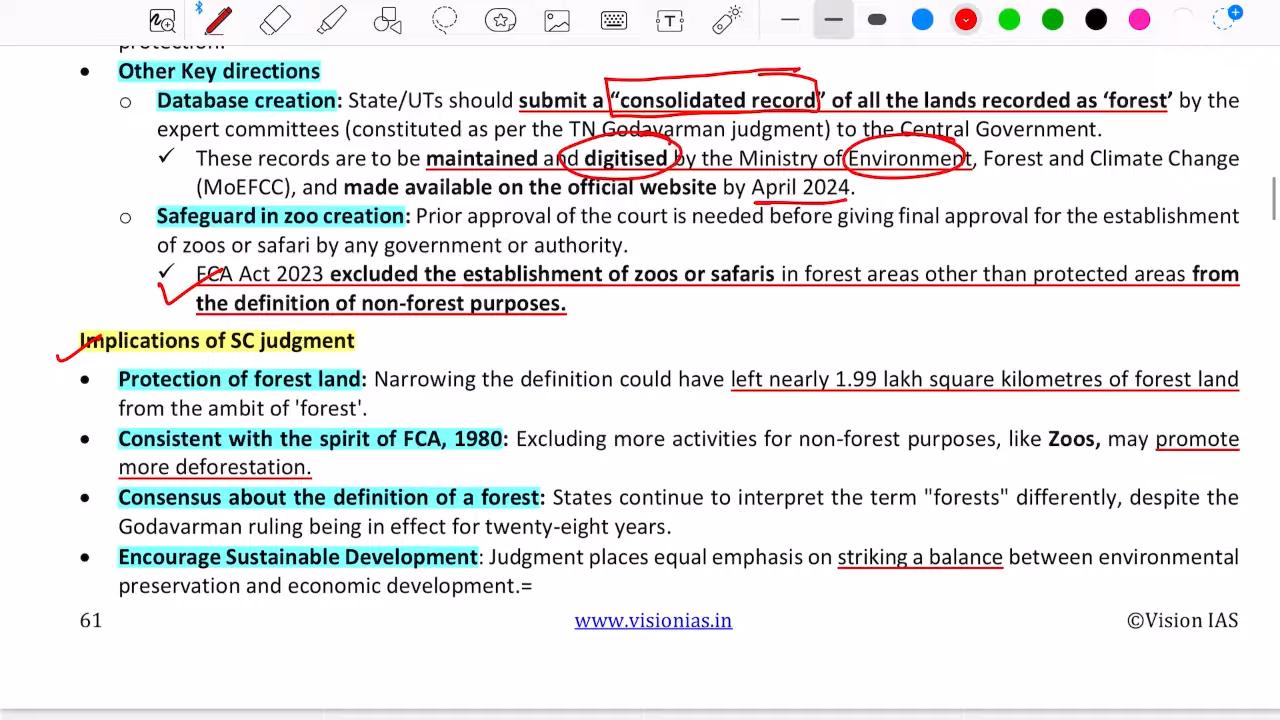 protection.
• Other Key directions
o Database creation: State/UTs should submit a “consolidated record” of all the lands recorded as ‘forest’ by the
expert committees (constituted as per the TN Godavarman judgment) to the Central Government.
✓ These records are to be maintained and digitised by the Ministry of Environment, Forest and Climate Change
(MoEFCC), and made available on the official website by April 2024.
o Safeguard in zoo creation: Prior approval of the court is needed before giving final approval for the establishment
of zoos or safari by any government or authority.
✓ FCA Act 2023 excluded the establishment of zoos or safaris in forest areas other than protected areas from
the definition of non-forest purposes.
Implications of SC judgment
• Protection of forest land: Narrowing the definition could have left nearly 1.99 lakh square kilometres of forest land
from the ambit of 'forest'.
• Consistent with the spirit of FCA, 1980: Excluding more activities for non-forest purposes, like Zoos, may promote
more deforestation.
• Consensus about the definition of a forest: States continue to interpret the term "forests" differently, despite the
Godavarman ruling being in effect for twenty-eight years.
• Encourage Sustainable Development: Judgment places equal emphasis on striking a balance between environmental
preservation and economic development.=
61 www.visionias.in ©Vision IAS